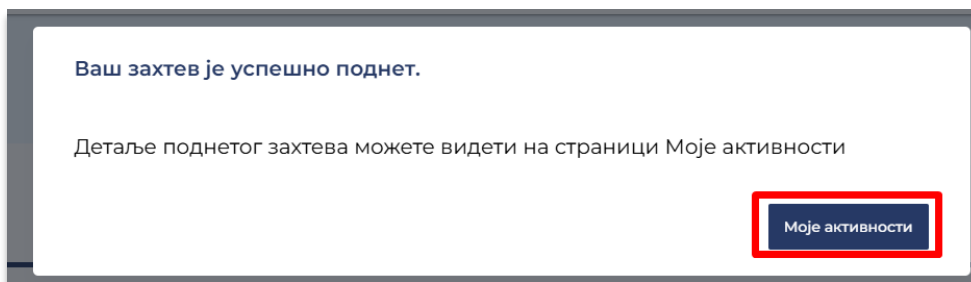 Ваш захтев је успешно поднет.
Детаље поднетог захтева можете видети на страници Моје активности
Моје активности